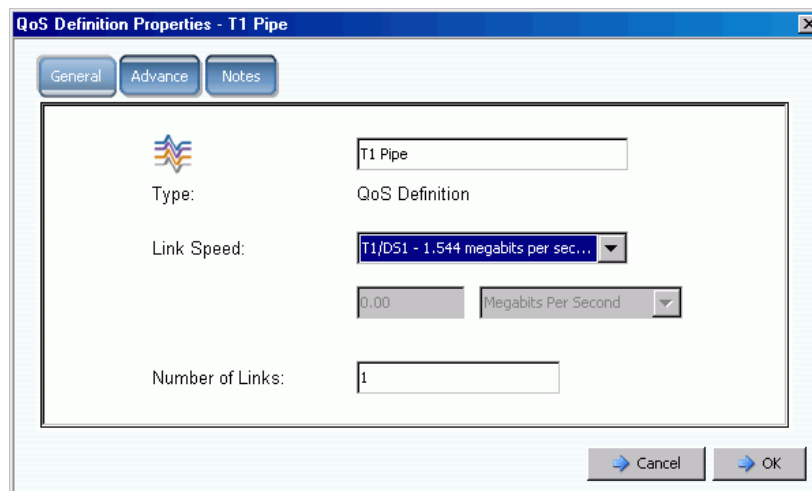 QoS Definition Properties - T1 Pipe
General Advance Notes
T1 Pipe
Type: QoS Definition
Link Speed: T1/DS1 - 1.544 megabits per sec...
0.00 Megabits Per Second
Number of Links: 1
Cancel OK